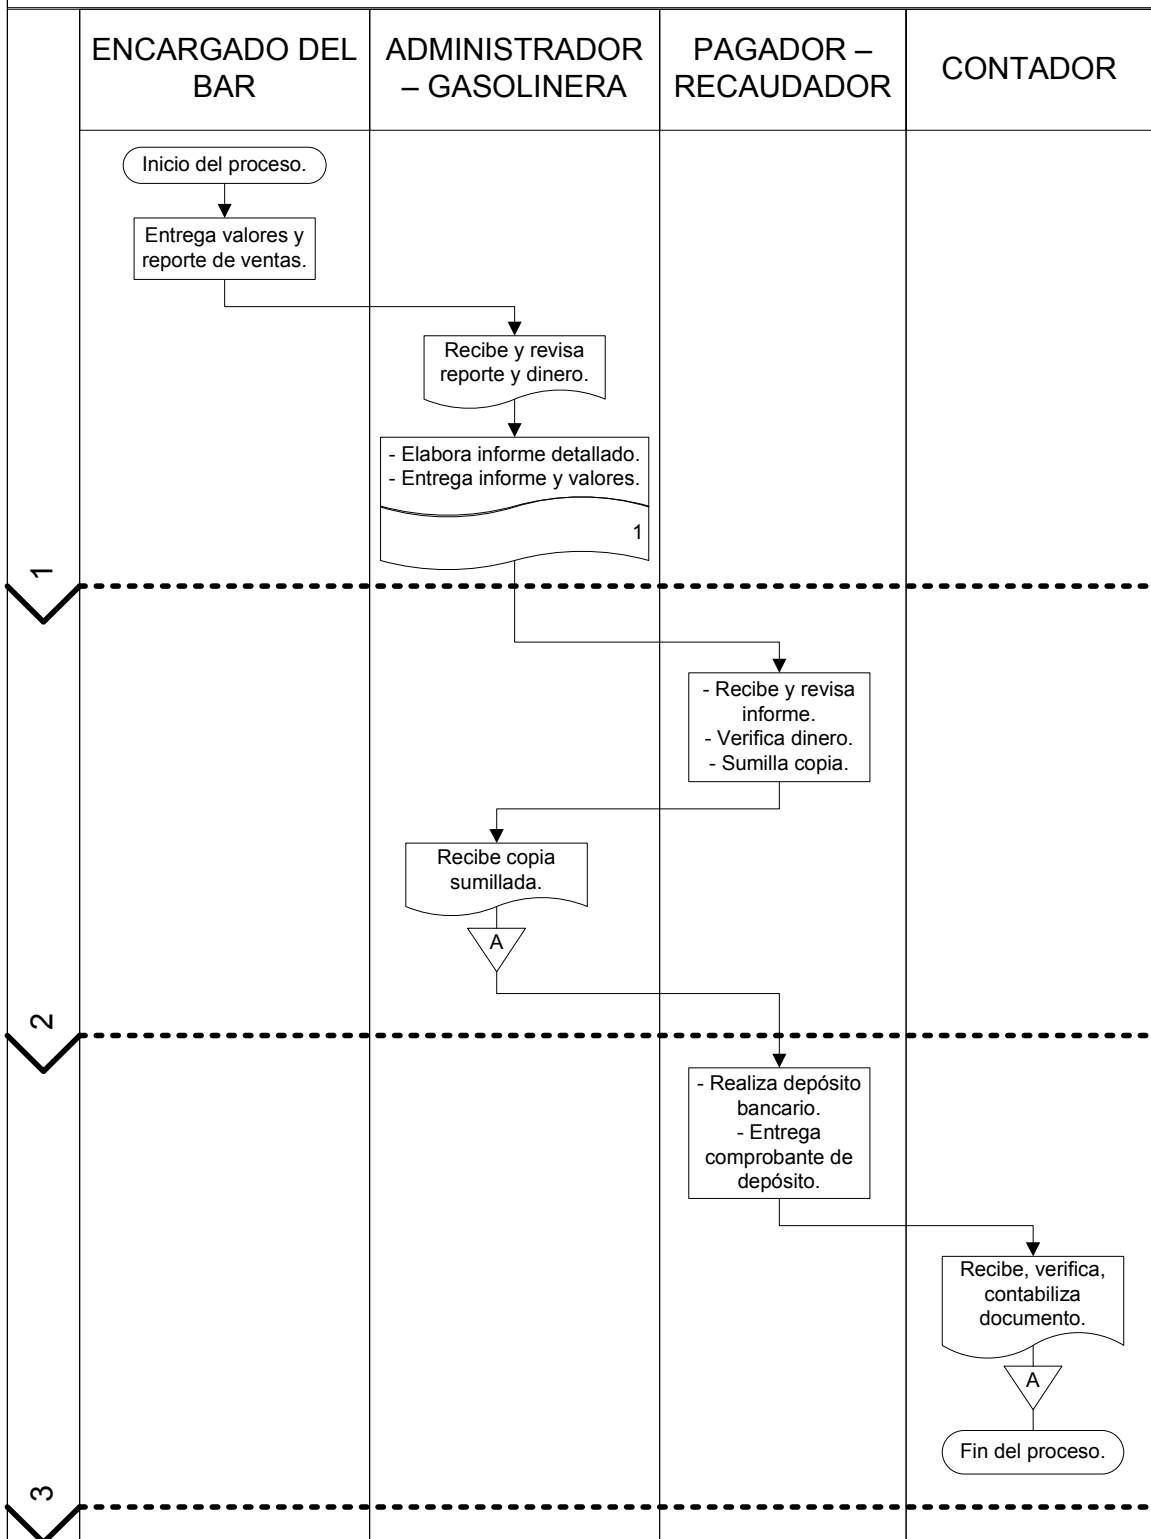 ENCARGADO DEL
BAR
ADMINISTRADOR
– GASOLINERA
PAGADOR –
RECAUDADOR
CONTADOR
Inicio del proceso.
Entrega valores y
reporte de ventas.
Recibe y revisa
reporte y dinero.
- Elabora informe detallado.
- Entrega informe y valores.
1
1
- Recibe y revisa
informe.
- Verifica dinero.
- Sumilla copia.
Recibe copia
sumillada.
A
2
- Realiza depósito
bancario.
- Entrega
comprobante de
depósito.
Recibe, verifica,
contabiliza
documento.
A
Fin del proceso.
3